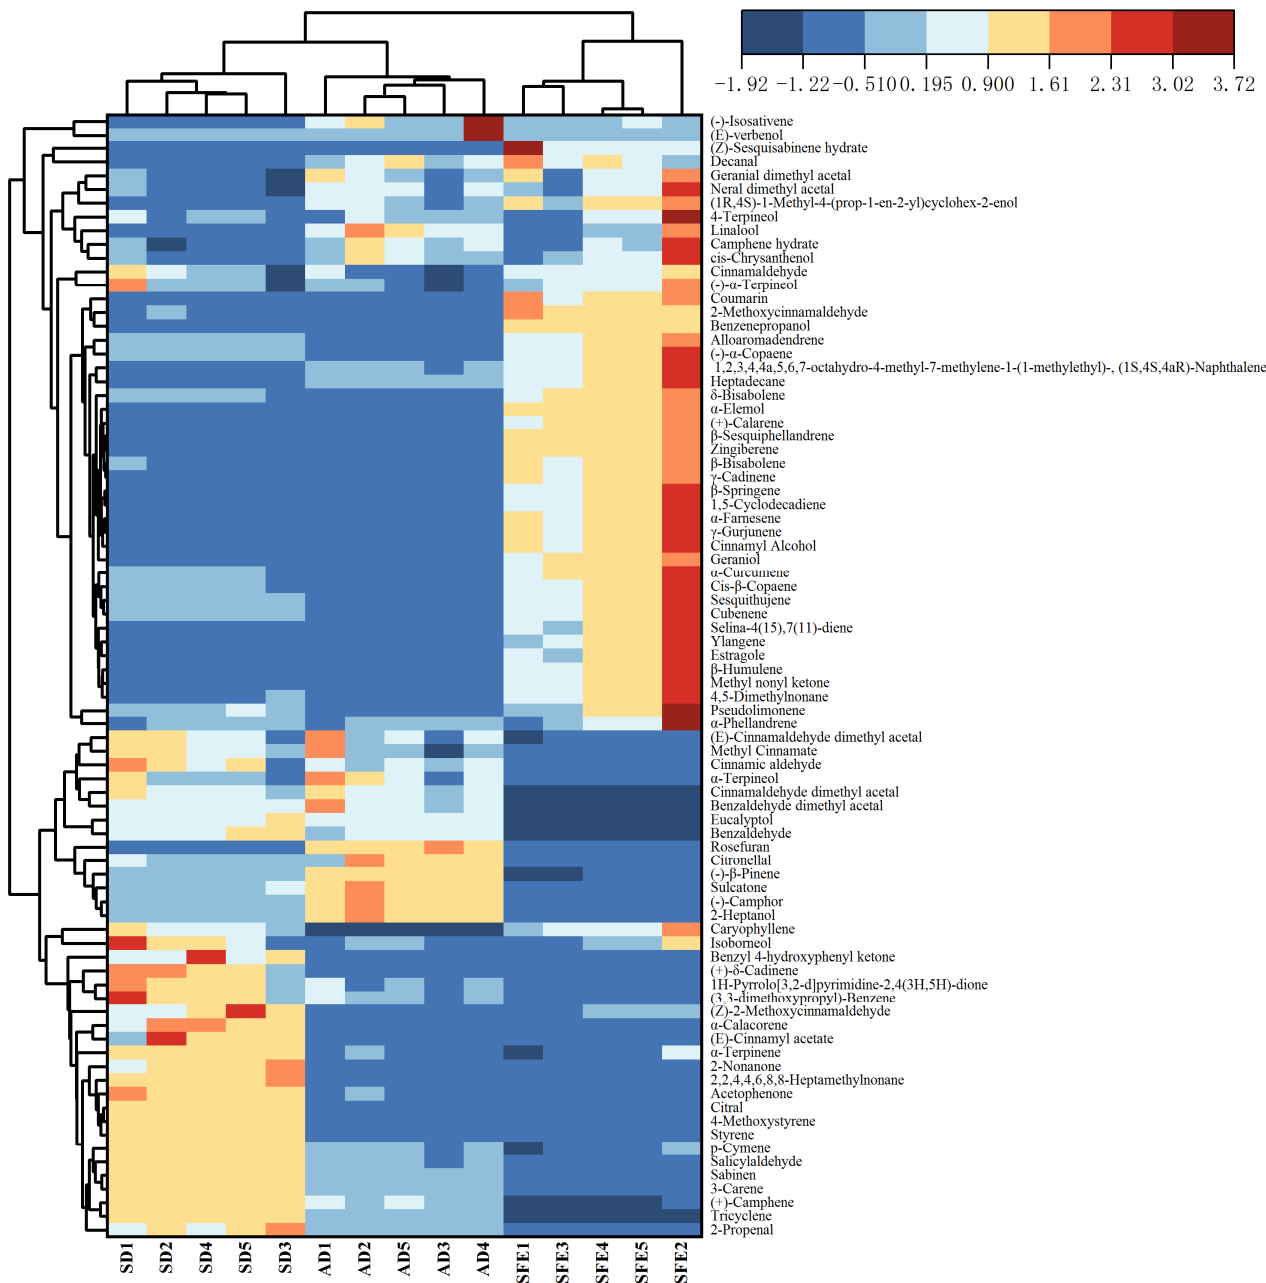 -1.92 -1.22 -0.510 0.195 0.900 1.61 2.31 3.02 3.72
(-)-Isosativene
(E)-verbenol
(Z)-Sesquisabinene hydrate
Decanal
Geranial dimethyl acetal
Neral dimethyl acetal
(1R,4S)-1-Methyl-4-(prop-1-en-2-yl)cyclohex-2-enol
4-Terpineol
Linalool
Camphene hydrate
cis-Chrysanthenol
Cinnamaldehyde
(-)-α-Terpineol
Coumarin
2-Methoxycinnamaldehyde
Benzenepropanol
Alloaromadendrene
(-)-α-Copaene
1,2,3,4,4a,5,6,7-octahydro-4-methyl-7-methylene-1-(1-methylethyl)-, (1S,4S,4aR)-Naphthalene
Heptadecane
δ-Bisabolene
α-Elemol
(+)-Calarene
β-Sesquiphellandrene
Zingiberene
β-Bisabolene
γ-Cadinene
β-Springene
1,5-Cyclodecadiene
α-Farnesene
γ-Gurjunene
Cinnamyl Alcohol
Geraniol
α-Curcumene
Cis-β-Copaene
Sesquithujene
Cubenene
Selina-4(15),7(11)-diene
Ylangene
Estragole
β-Humulene
Methyl nonyl ketone
4,5-Dimethylnonane
Pseudolimonene
α-Phellandrene
(E)-Cinnamaldehyde dimethyl acetal
Methyl Cinnamate
Cinnamic aldehyde
α-Terpineol
Cinnamaldehyde dimethyl acetal
Benzaldehyde dimethyl acetal
Eucalyptol
Benzaldehyde
Rosefuran
Citronellal
(-)-β-Pinene
Sulcatone
(-)-Camphor
2-Heptanol
Caryophyllene
Isoborneol
Benzyl 4-hydroxyphenyl ketone
(+)-δ-Cadinene
1H-Pyrrolo[3,2-d]pyrimidine-2,4(3H,5H)-dione
(3,3-dimethoxypropyl)-Benzene
(Z)-2-Methoxycinnamaldehyde
α-Calacorene
(E)-Cinnamyl acetate
α-Terpinene
2-Nonanone
2,2,4,4,6,8,8-Heptamethylnonane
Acetophenone
Citral
4-Methoxystyrene
Styrene
p-Cymene
Salicylaldehyde
Sabinen
3-Carene
(+)-Camphene
Tricyclene
2-Propenal
SD1 SD2 SD4 SD5 SD3 AD1 AD2 AD5 AD3 AD4 SFE1 SFE3 SFE4 SFE5 SFE2